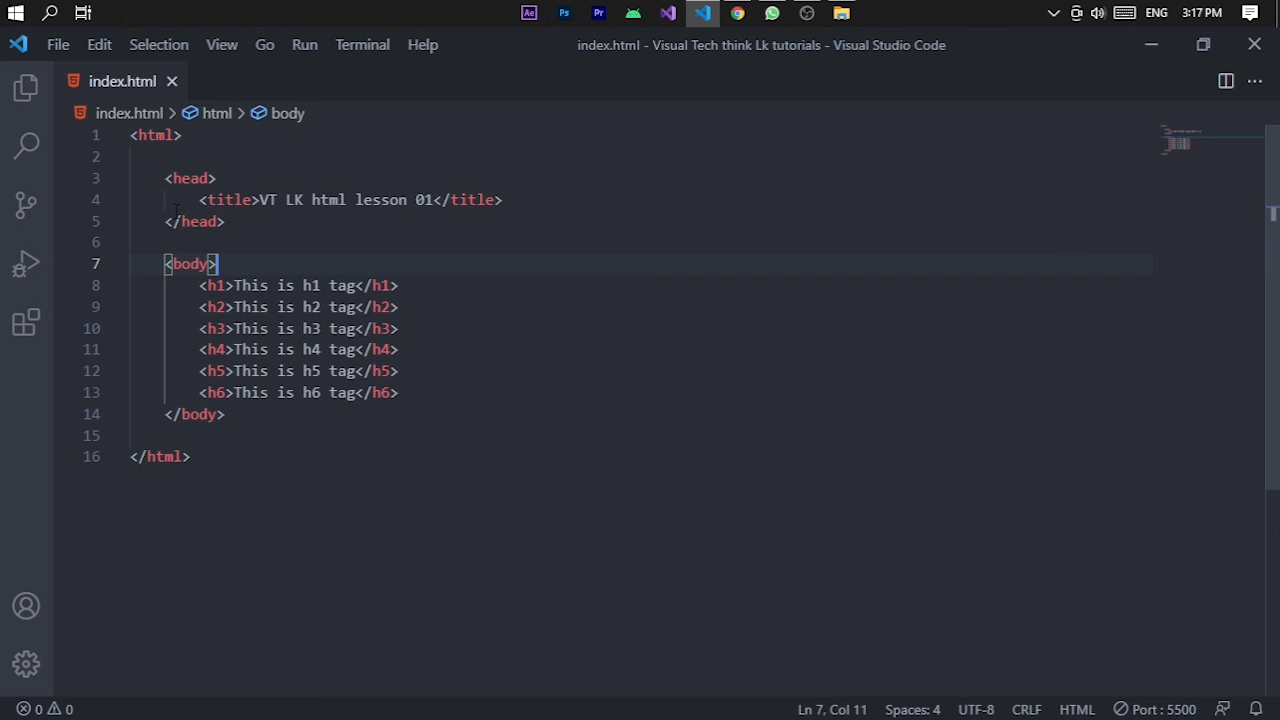 Ae Ps Pr ENG 3:17 PM
File Edit Selection View Go Run Terminal Help index.html - Visual Tech think Lk tutorials - Visual Studio Code
index.html
index.html > html > body
1 <html>
2
3 <head>
4 <title>VT LK html lesson 01</title>
5 </head>
6
7 <body>
8 <h1>This is h1 tag</h1>
9 <h2>This is h2 tag</h2>
10 <h3>This is h3 tag</h3>
11 <h4>This is h4 tag</h4>
12 <h5>This is h5 tag</h5>
13 <h6>This is h6 tag</h6>
14 </body>
15
16 </html>
0 0 Ln 7, Col 11 Spaces: 4 UTF-8 CRLF HTML Port : 5500